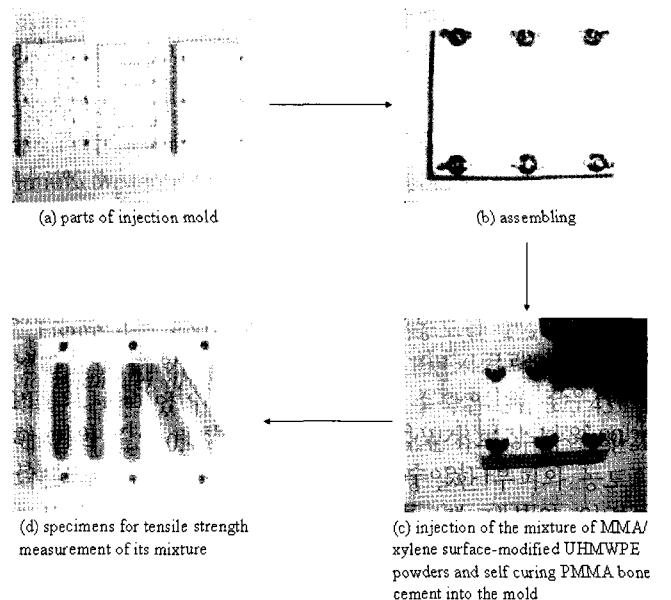 (a) parts of injection mold
(b) assembling
(d) specimens for tensile strength
measurement of its mixture
(c) injection of the mixture of MMA/
xylene surface-modified UHMWPE
powders and self curing PMMA bone
cement into the mold